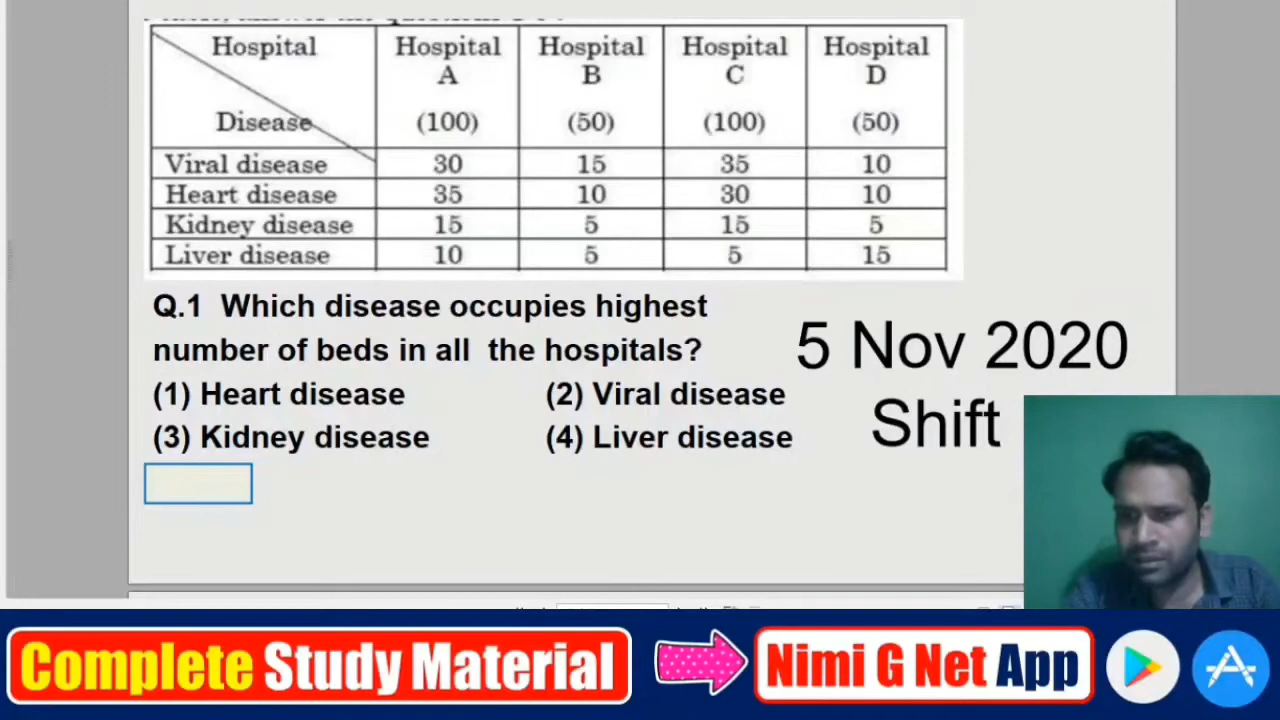 Hospital Hospital Hospital Hospital Hospital
A B C D
Disease (100) (50) (100) (50)
Viral disease 30 15 35 10
Heart disease 35 10 30 10
Kidney disease 15 5 15 5
Liver disease 10 5 5 15
Q.1 Which disease occupies highest
number of beds in all the hospitals?
(1) Heart disease (2) Viral disease
(3) Kidney disease (4) Liver disease
5 Nov 2020
Shift
Complete Study Material Nimi G Net App